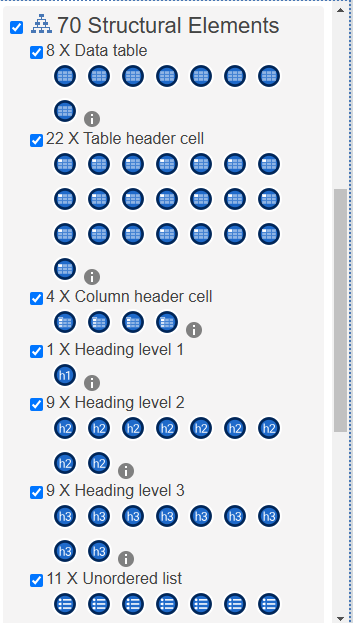 70 Structural Elements
8 X Data table
i
22 X Table header cell
i
4 X Column header cell
i
1 X Heading level 1
h1 i
9 X Heading level 2
h2 h2 h2 h2 h2 h2 h2
h2 h2 i
9 X Heading level 3
h3 h3 h3 h3 h3 h3 h3
h3 h3 i
11 X Unordered list